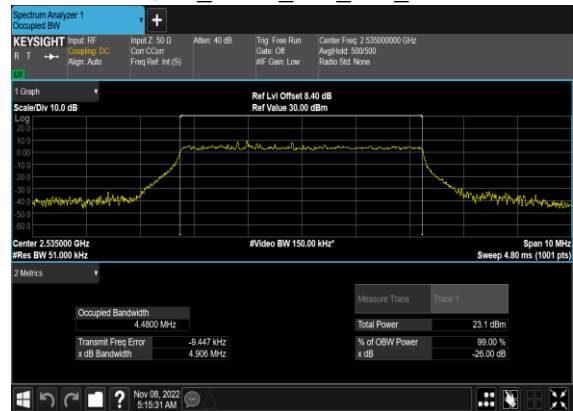 Spectrum Analyzer 1
Occupied BW
+
KEYSIGHT Input: RF Input Z: 50 Ω Atten: 40 dB Trig: Free Run Center Freq: 2.535000000 GHz
R T Coupling: DC Corr CCorr Gate: Off Avg|Hold: 500/500
Align: Auto Freq Ref: Int (S) #IF Gain: Low Radio Std: None
1 Graph
Ref Lvl Offset 8.40 dB
Scale/Div 10.0 dB Ref Value 30.00 dBm
Log
20.0
10.0
0.00
-10.0
-20.0
-30.0
-40.0
-50.0
-60.0
Center 2.535000 GHz #Video BW 150.00 kHz* Span 10 MHz
#Res BW 51.000 kHz Sweep 4.80 ms (1001 pts)
2 Metrics
Measure Trace Trace 1
Occupied Bandwidth
4.4800 MHz Total Power 23.1 dBm
Transmit Freq Error -9.447 kHz % of OBW Power 99.00 %
x dB Bandwidth 4.906 MHz x dB -26.00 dB
? Nov 08, 2022
5:15:31 AM